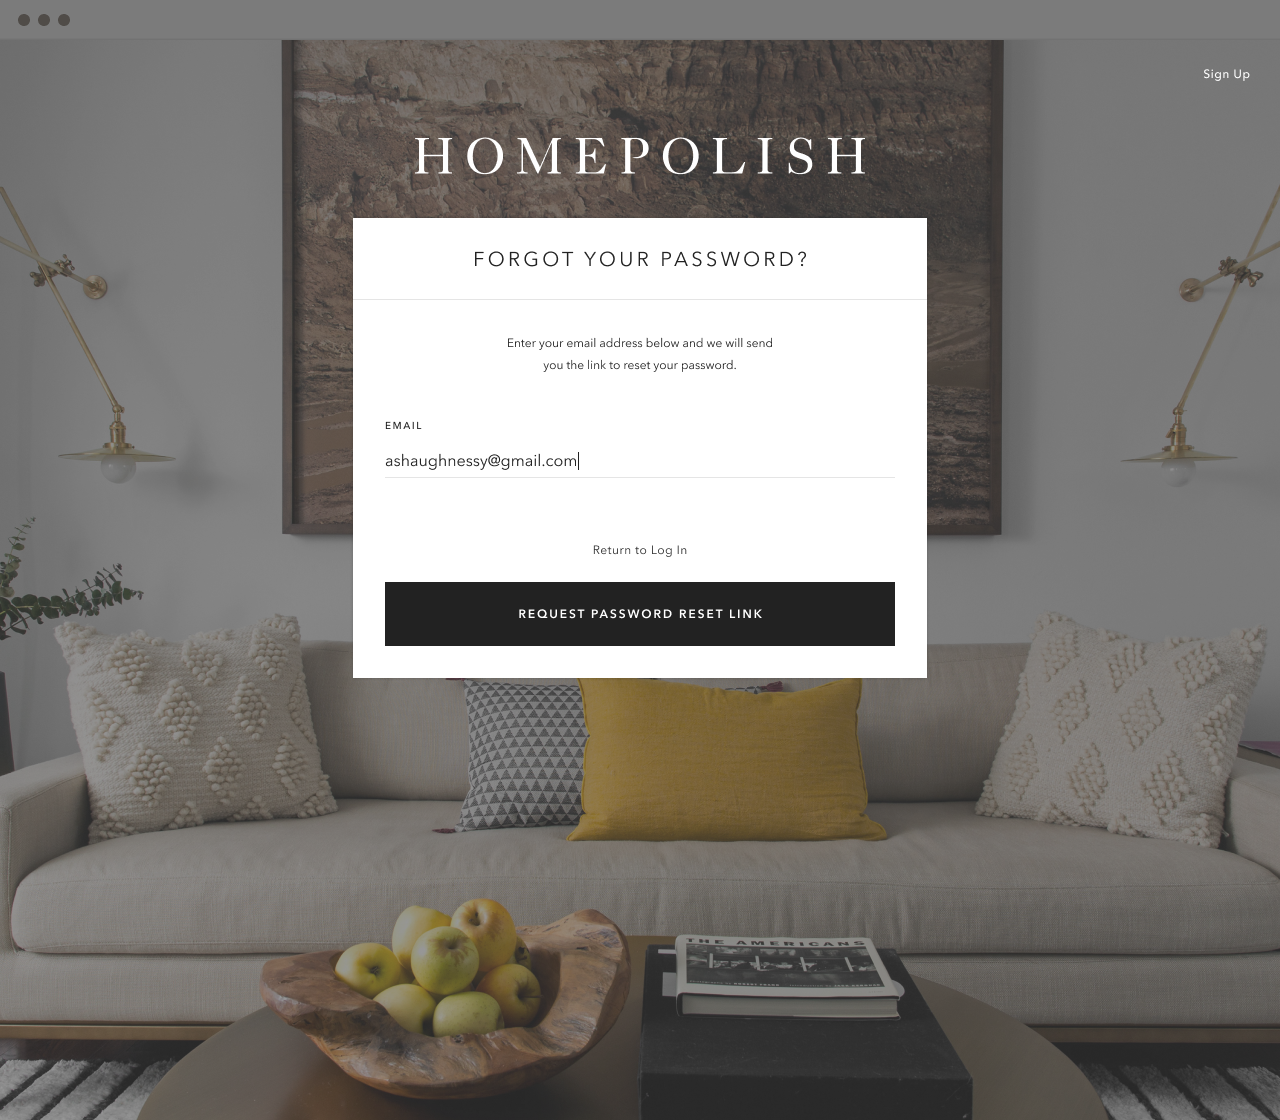 Sign Up
HOMEPOLISH
FORGOT YOUR PASSWORD?
Enter your email address below and we will send
you the link to reset your password.
EMAIL
ashaughnessy@gmail.com
Return to Log In
REQUEST PASSWORD RESET LINK
THE AMERICANS